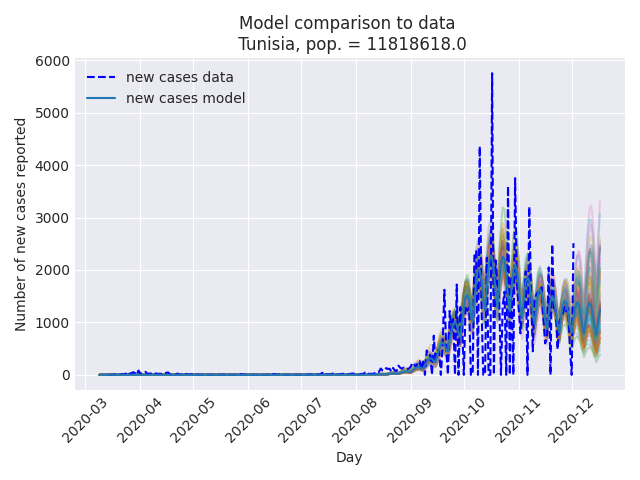 Model comparison to data
Tunisia, pop. = 11818618.0
new cases data
new cases model
Number of new cases reported
6000
5000
4000
3000
2000
1000
0
2020-03
2020-04
2020-05
2020-06
2020-07
2020-08
2020-09
2020-10
2020-11
2020-12
Day